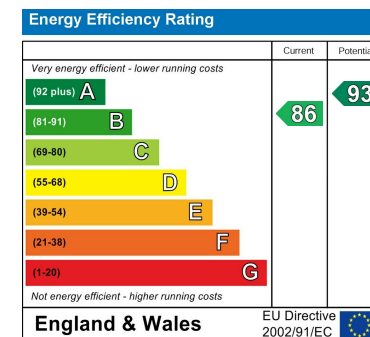 Energy Efficiency Rating
Current Potentia
Very energy efficient - lower running costs
(92 plus) A
93
(81-91) B
86
(69-80) C
(55-68) D
(39-54) E
(21-38) F
(1-20) G
Not energy efficient - higher running costs
England & Wales
EU Directive
2002/91/EC